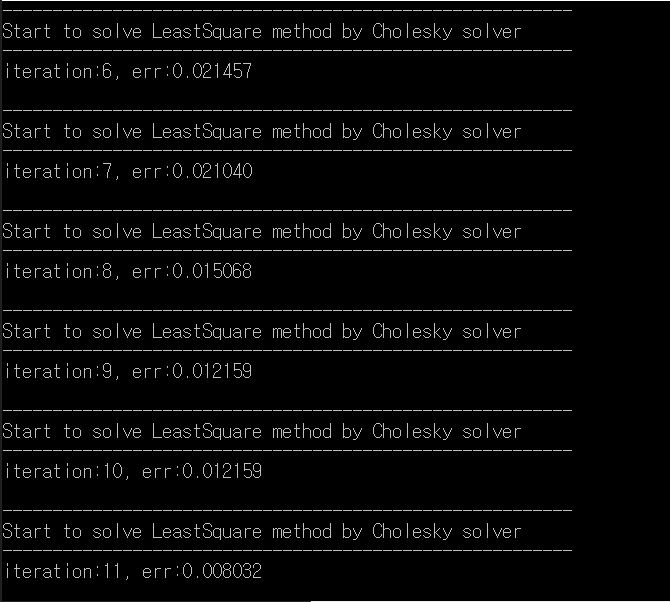 Start to solve LeastSquare method by Cholesky solver
iteration:6, err:0.021457
Start to solve LeastSquare method by Cholesky solver
iteration:7, err:0.021040
Start to solve LeastSquare method by Cholesky solver
iteration:8, err:0.015068
Start to solve LeastSquare method by Cholesky solver
iteration:9, err:0.012159
Start to solve LeastSquare method by Cholesky solver
iteration:10, err:0.012159
Start to solve LeastSquare method by Cholesky solver
iteration:11, err:0.008032